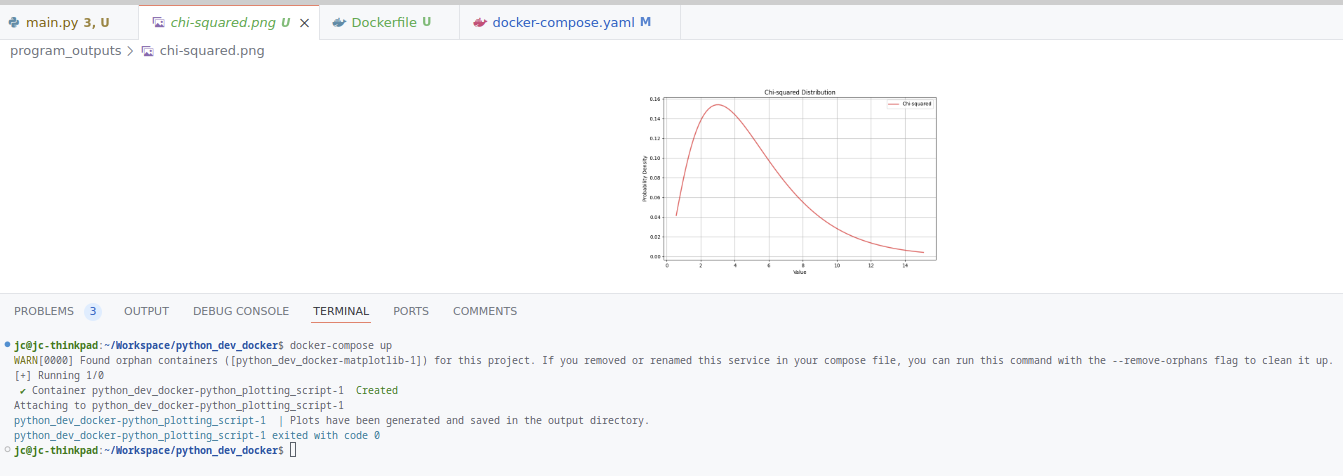 main.py 3, U
chi-squared.png U
Dockerfile U
docker-compose.yaml M
program_outputs > chi-squared.png
Chi-squared Distribution
Chi-squared
0.16
0.14
0.12
0.10
0.08
0.06
0.04
0.02
0.00
Probability Density
0 2 4 6 8 10 12 14
Value
PROBLEMS 3 OUTPUT DEBUG CONSOLE TERMINAL PORTS COMMENTS
jc@jc-thinkpad:~/Workspace/python_dev_docker$ docker-compose up
WARN[0000] Found orphan containers ([python_dev_docker-matplotlib-1]) for this project. If you removed or renamed this service in your compose file, you can run this command with the --remove-orphans flag to clean it up.
[+] Running 1/0
✔ Container python_dev_docker-python_plotting_script-1 Created
Attaching to python_dev_docker-python_plotting_script-1
python_dev_docker-python_plotting_script-1 | Plots have been generated and saved in the output directory.
python_dev_docker-python_plotting_script-1 exited with code 0
jc@jc-thinkpad:~/Workspace/python_dev_docker$